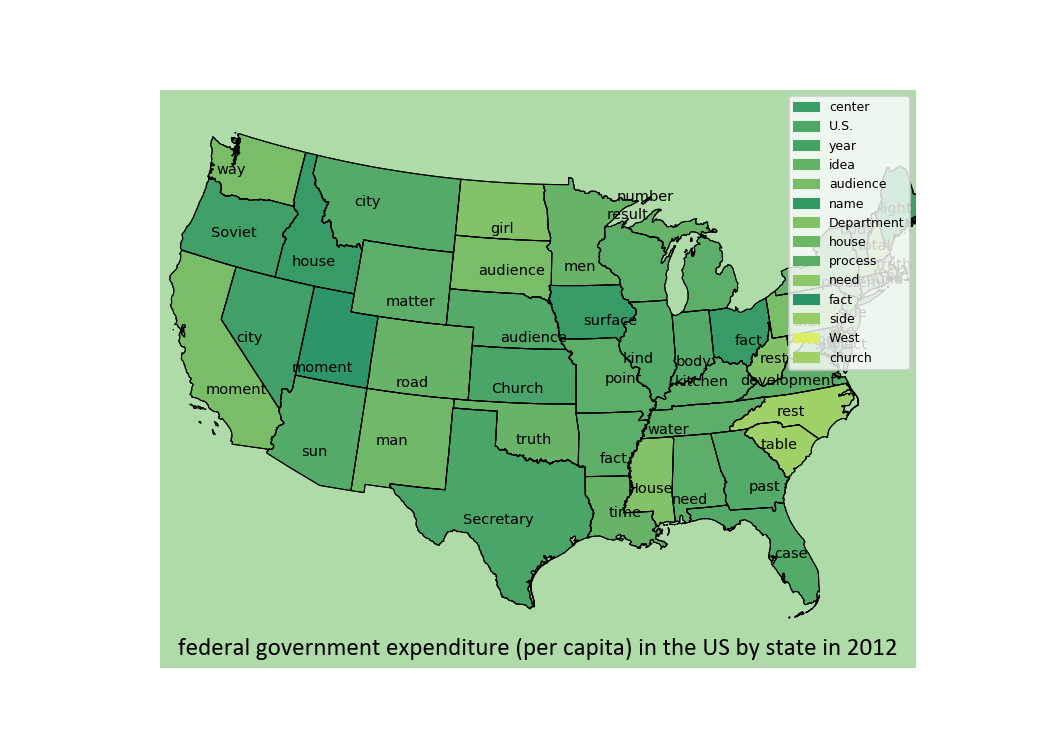 center
U.S.
year
idea
audience
name
Department
house
process
need
fact
side
West
church
way
city
number
result
Soviet
girl
house
audience
men
matter
surface
city
audience
fact
moment
kind
body
rest
moment
road
Church
point
kitchen
development
man
truth
water
rest
sun
fact
table
House
need
past
Secretary
time
case
federal government expenditure (per capita) in the US by state in 2012